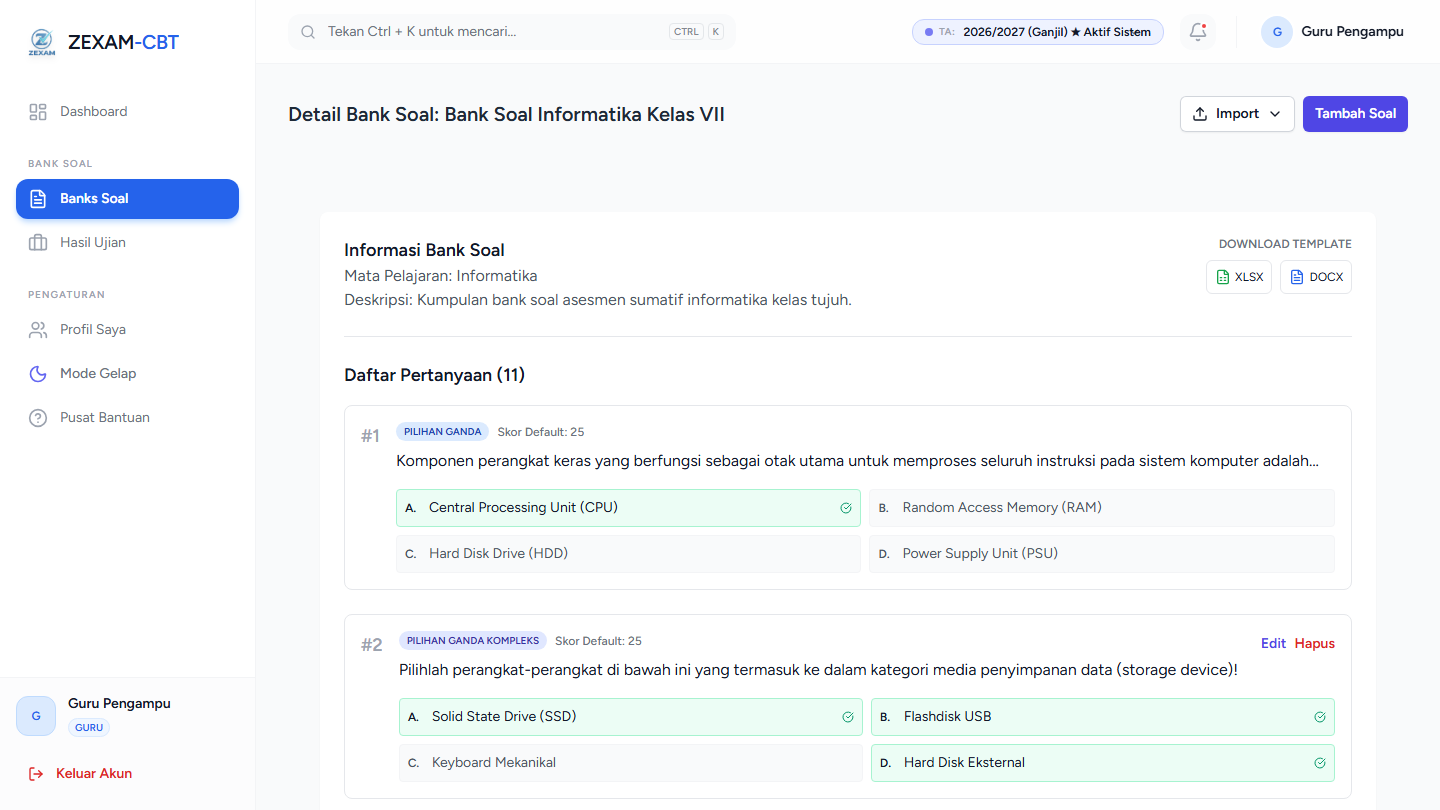 ZEXAM
ZEXAM-CBT
Tekan Ctrl + K untuk mencari...
CTRL K
TA: 2026/2027 (Ganjil) ★ Aktif Sistem
G Guru Pengampu
Dashboard
BANK SOAL
Banks Soal
Hasil Ujian
PENGATURAN
Profil Saya
Mode Gelap
Pusat Bantuan
G Guru Pengampu
GURU
Keluar Akun
Detail Bank Soal: Bank Soal Informatika Kelas VII
Import
Tambah Soal
Informasi Bank Soal
Mata Pelajaran: Informatika
Deskripsi: Kumpulan bank soal asesmen sumatif informatika kelas tujuh.
DOWNLOAD TEMPLATE
XLSX DOCX
Daftar Pertanyaan (11)
#1 PILIHAN GANDA Skor Default: 25
Komponen perangkat keras yang berfungsi sebagai otak utama untuk memproses seluruh instruksi pada sistem komputer adalah...
A. Central Processing Unit (CPU)
B. Random Access Memory (RAM)
C. Hard Disk Drive (HDD)
D. Power Supply Unit (PSU)
#2 PILIHAN GANDA KOMPLEKS Skor Default: 25
Edit Hapus
Pilihlah perangkat-perangkat di bawah ini yang termasuk ke dalam kategori media penyimpanan data (storage device)!
A. Solid State Drive (SSD)
B. Flashdisk USB
C. Keyboard Mekanikal
D. Hard Disk Eksternal